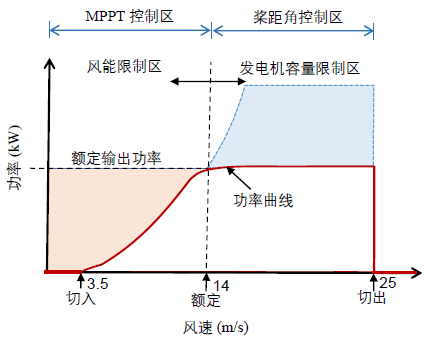 MPPT 控制区 桨距角控制区
风能限制区 发电机容量限制区
功率 (kW)
额定输出功率
功率曲线
3.5 14 25
切入 额定 切出
风速 (m/s)